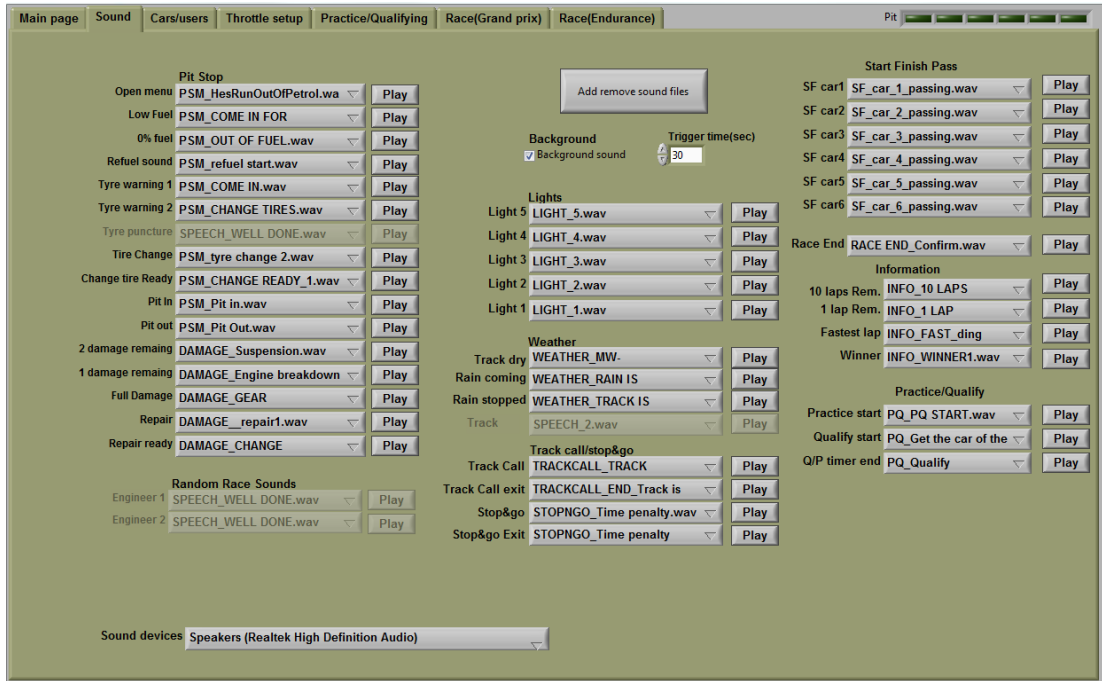 Main page Sound Cars/users Throttle setup Practice/Qualifying Race(Grand prix) Race(Endurance) Pit
Pit Stop
Open menu PSM_HesRunOutOfPetrol.wa Play
Low Fuel PSM_COME IN FOR Play
0% fuel PSM_OUT OF FUEL.wav Play
Refuel sound PSM_refuel start.wav Play
Tyre warning 1 PSM_COME IN.wav Play
Tyre warning 2 PSM_CHANGE TIRES.wav Play
Tyre puncture SPEECH_WELL DONE.wav Play
Tire Change PSM_tyre change 2.wav Play
Change tire Ready PSM_CHANGE READY_1.wav Play
Pit In PSM_Pit in.wav Play
Pit out PSM_Pit Out.wav Play
2 damage remaing DAMAGE_Suspension.wav Play
1 damage remaing DAMAGE_Engine breakdown Play
Full Damage DAMAGE_GEAR Play
Repair DAMAGE__repair1.wav Play
Repair ready DAMAGE_CHANGE Play
Random Race Sounds
Engineer 1 SPEECH_WELL DONE.wav Play
Engineer 2 SPEECH_WELL DONE.wav Play
Add remove sound files
Background Trigger time(sec)
Background sound 30
Lights
Light 5 LIGHT_5.wav Play
Light 4 LIGHT_4.wav Play
Light 3 LIGHT_3.wav Play
Light 2 LIGHT_2.wav Play
Light 1 LIGHT_1.wav Play
Weather
Track dry WEATHER_MW- Play
Rain coming WEATHER_RAIN IS Play
Rain stopped WEATHER_TRACK IS Play
Track SPEECH_2.wav Play
Track call/stop&go
Track Call TRACKCALL_TRACK Play
Track Call exit TRACKCALL_END_Track is Play
Stop&go STOPNGO_Time penalty.wav Play
Stop&go Exit STOPNGO_Time penalty Play
Start Finish Pass
SF car1 SF_car_1_passing.wav Play
SF car2 SF_car_2_passing.wav Play
SF car3 SF_car_3_passing.wav Play
SF car4 SF_car_4_passing.wav Play
SF car5 SF_car_5_passing.wav Play
SF car6 SF_car_6_passing.wav Play
Race End RACE END_Confirm.wav Play
Information
10 laps Rem. INFO_10 LAPS Play
1 lap Rem. INFO_1 LAP Play
Fastest lap INFO_FAST_ding Play
Winner INFO_WINNER1.wav Play
Practice/Qualify
Practice start PQ_PQ START.wav Play
Qualify start PQ_Get the car of the Play
Q/P timer end PQ_Qualify Play
Sound devices Speakers (Realtek High Definition Audio)